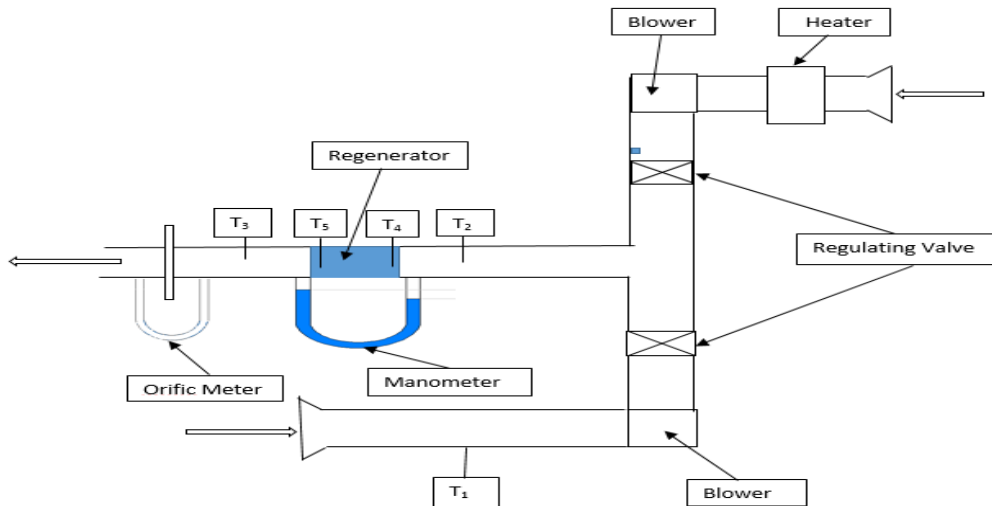 Blower
Heater
Regenerator
T₃
T₅
T₄
T₂
Regulating Valve
Orific Meter
Manometer
T₁
Blower